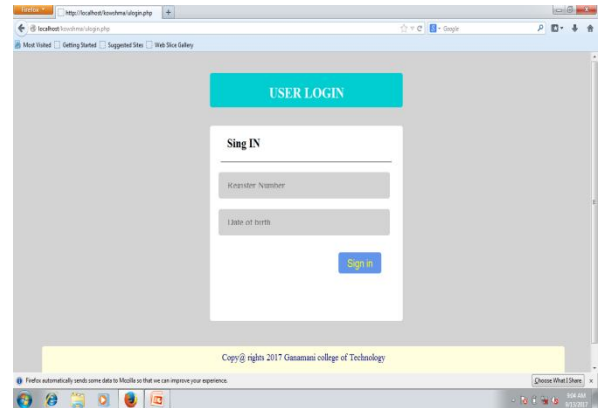 Firefox
http://localhost/kowshma/ulogin.php
localhost/kowshma/ulogin.php
Google
Most Visited Getting Started Suggested Sites Web Slice Gallery
USER LOGIN
Sing IN
Register Number
Date of birth
Sign in
Copy@ rights 2017 Ganamani college of Technology
Firefox automatically sends some data to Mozilla so that we can improve your experience.
Choose What I Share
9:04 AM